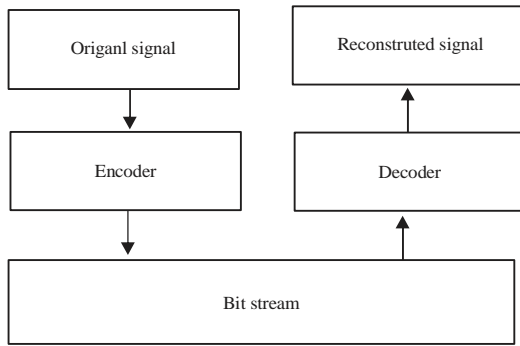 Origanl signal
Reconstruted signal
Encoder
Decoder
Bit stream